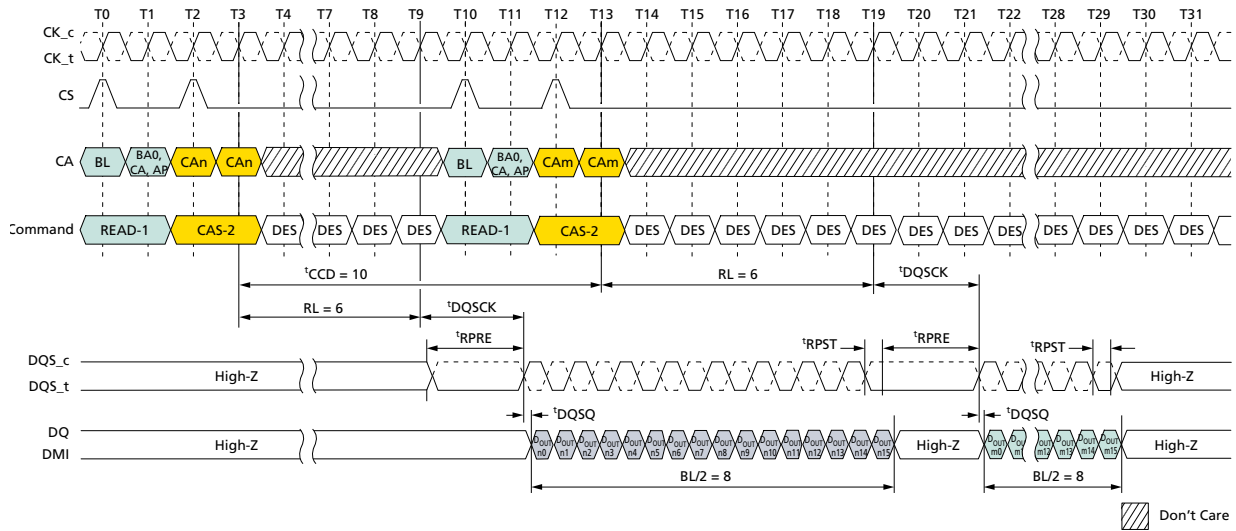 T0 T1 T2 T3 T4 T7 T8 T9 T10 T11 T12 T13 T14 T15 T16 T17 T18 T19 T20 T21 T22 T28 T29 T30 T31
CK_c
CK_t
CS
CA BL BA0, CA, AP CAn CAn BL BA0, CA, AP CAm CAm
Command READ-1 CAS-2 DES DES DES DES READ-1 CAS-2 DES DES DES DES DES DES DES DES DES DES DES DES DES
tCCD = 10 RL = 6 tDQSCK
RL = 6 tDQSCK
tRPRE tRPST tRPRE tRPST
DQS_c
DQS_t
High-Z High-Z
tDQSQ tDQSQ
DQ
DMI
High-Z DOUT n0 DOUT n1 DOUT n2 DOUT n3 DOUT n4 DOUT n5 DOUT n6 DOUT n7 DOUT n8 DOUT n9 DOUT n10 DOUT n11 DOUT n12 DOUT n13 DOUT n14 DOUT n15 High-Z DOUT m0 DOUT DOUT m12 DOUT m13 DOUT m14 DOUT m15 High-Z
BL/2 = 8 BL/2 = 8
Don't Care